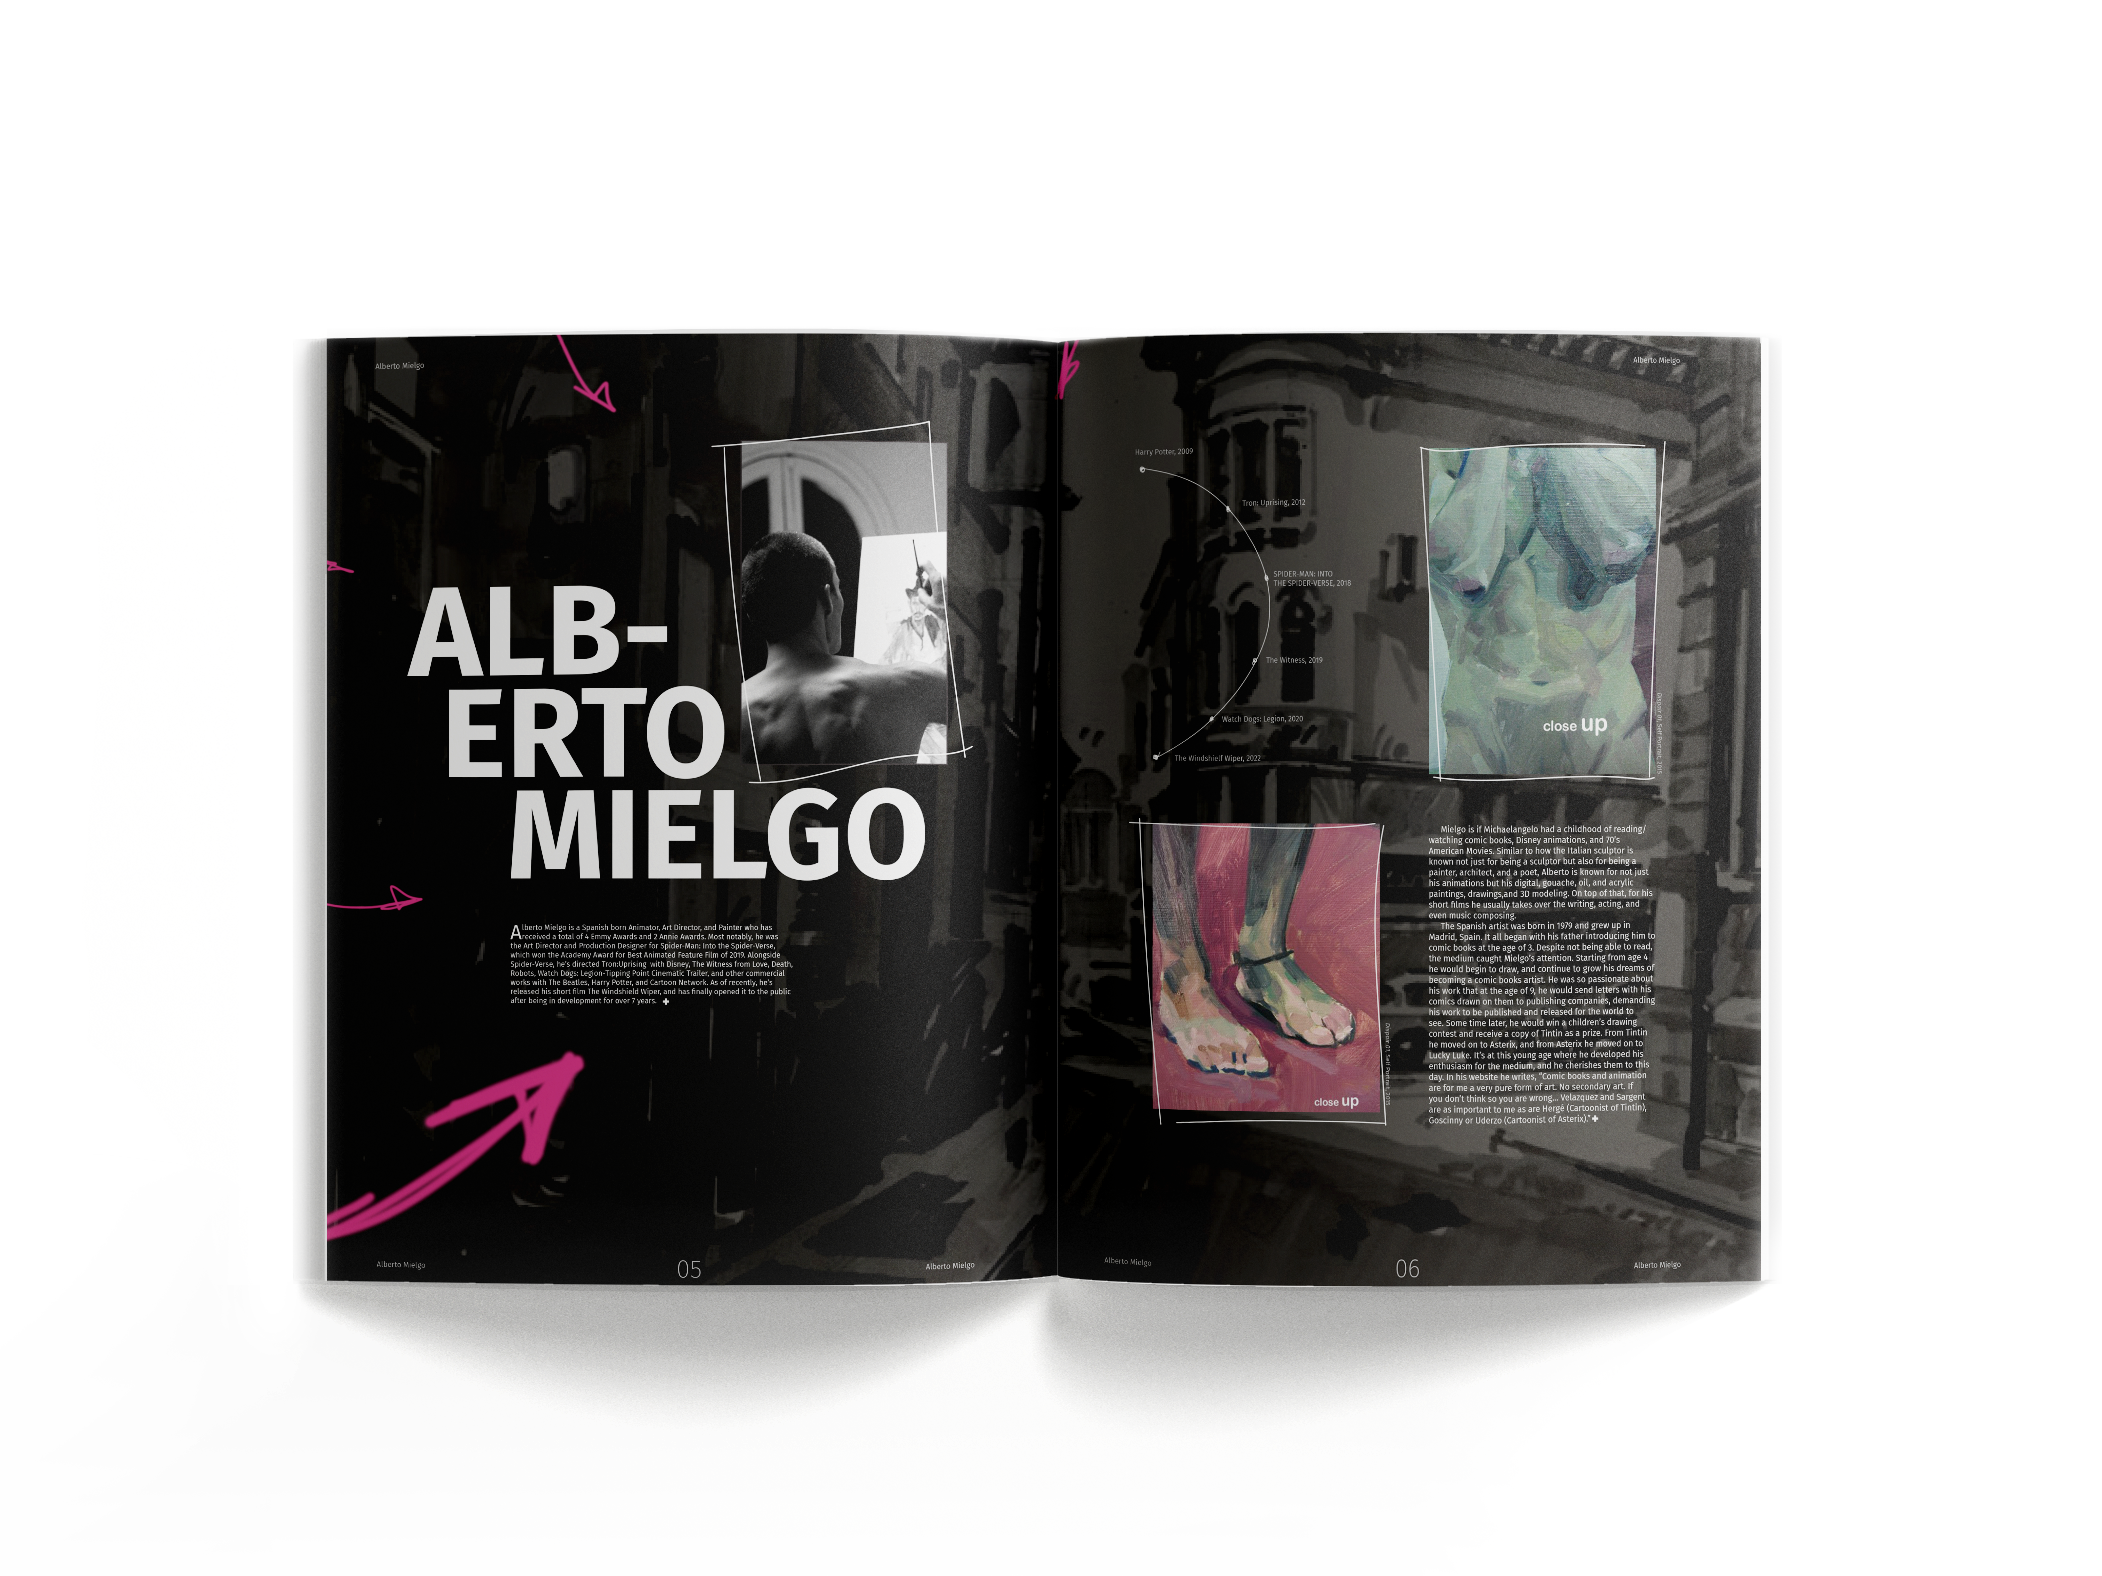 Alberto Mielgo
ALB-
ERTO
MIELGO
Alberto Mielgo is a Spanish born Animator, Art Director, and Painter who has
received a total of 4 Emmy Awards and 2 Annie Awards. Most notably, he was
the Art Director and Production Designer for Spider-Man: Into the Spider-Verse,
which won the Academy Award for Best Animated Feature Film of 2019. Alongside
Spider-Verse, he's directed Tron:Uprising with Disney, The Witness from Love, Death,
Robots, Watch Dogs: Legion-Tipping Point Cinematic Trailer, and other commercial
works with The Beatles, Harry Potter, and Cartoon Network. As of recently, he's
released his short film The Windshield Wiper, and has finally opened it to the public
after being in development for over 7 years.
Alberto Mielgo
05
Alberto Mielgo
Alberto Mielgo
Harry Potter, 2009
Tron: Uprising, 2012
SPIDER-MAN: INTO
THE SPIDER-VERSE, 2018
The Witness, 2019
Watch Dogs: Legion, 2020
The Windshielf Wiper, 2022
close up
close up
Mielgo is if Michaelangelo had a childhood of reading/
watching comic books, Disney animations, and 70's
American Movies. Similar to how the Italian sculptor is
known not just for being a sculptor but also for being a
painter, architect, and a poet, Alberto is known for not just
his animations but his digital, gouache, oil, and acrylic
paintings, drawings,and 3D modeling. On top of that, for his
short films he usually takes over the writing, acting, and
even music composing.
The Spanish artist was born in 1979 and grew up in
Madrid, Spain. It all began with his father introducing him to
comic books at the age of 3. Despite not being able to read,
the medium caught Mielgo's attention. Starting from age 4
he would begin to draw, and continue to grow his dreams of
becoming a comic books artist. He was so passionate about
his work that at the age of 9, he would send letters with his
comics drawn on them to publishing companies, demanding
his work to be published and released for the world to
see. Some time later, he would win a children's drawing
contest and receive a copy of Tintin as a prize. From Tintin
he moved on to Asterix, and from Asterix he moved on to
Lucky Luke. It's at this young age where he developed his
enthusiasm for the medium, and he cherishes them to this
day. In his website he writes, "Comic books and animation
are for me a very pure form of art. No secondary art. If
you don't think so you are wrong... Velazquez and Sargent
are as important to me as are Hergé (Cartoonist of Tintin),
Goscinny or Uderzo (Cartoonist of Asterix)."
Alberto Mielgo
06
Alberto Mielgo